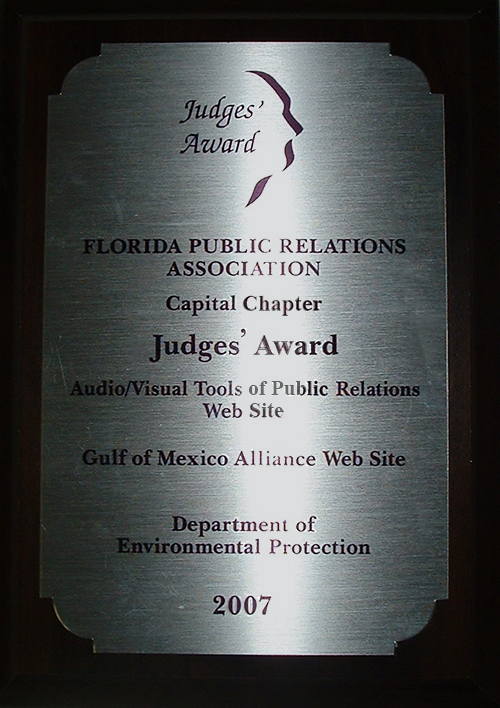 Judges'
Award
FLORIDA PUBLIC RELATIONS
ASSOCIATION
Capital Chapter
Judges' Award
Audio/Visual Tools of Public Relations
Web Site
Gulf of Mexico Alliance Web Site
Department of
Environmental Protection
2007